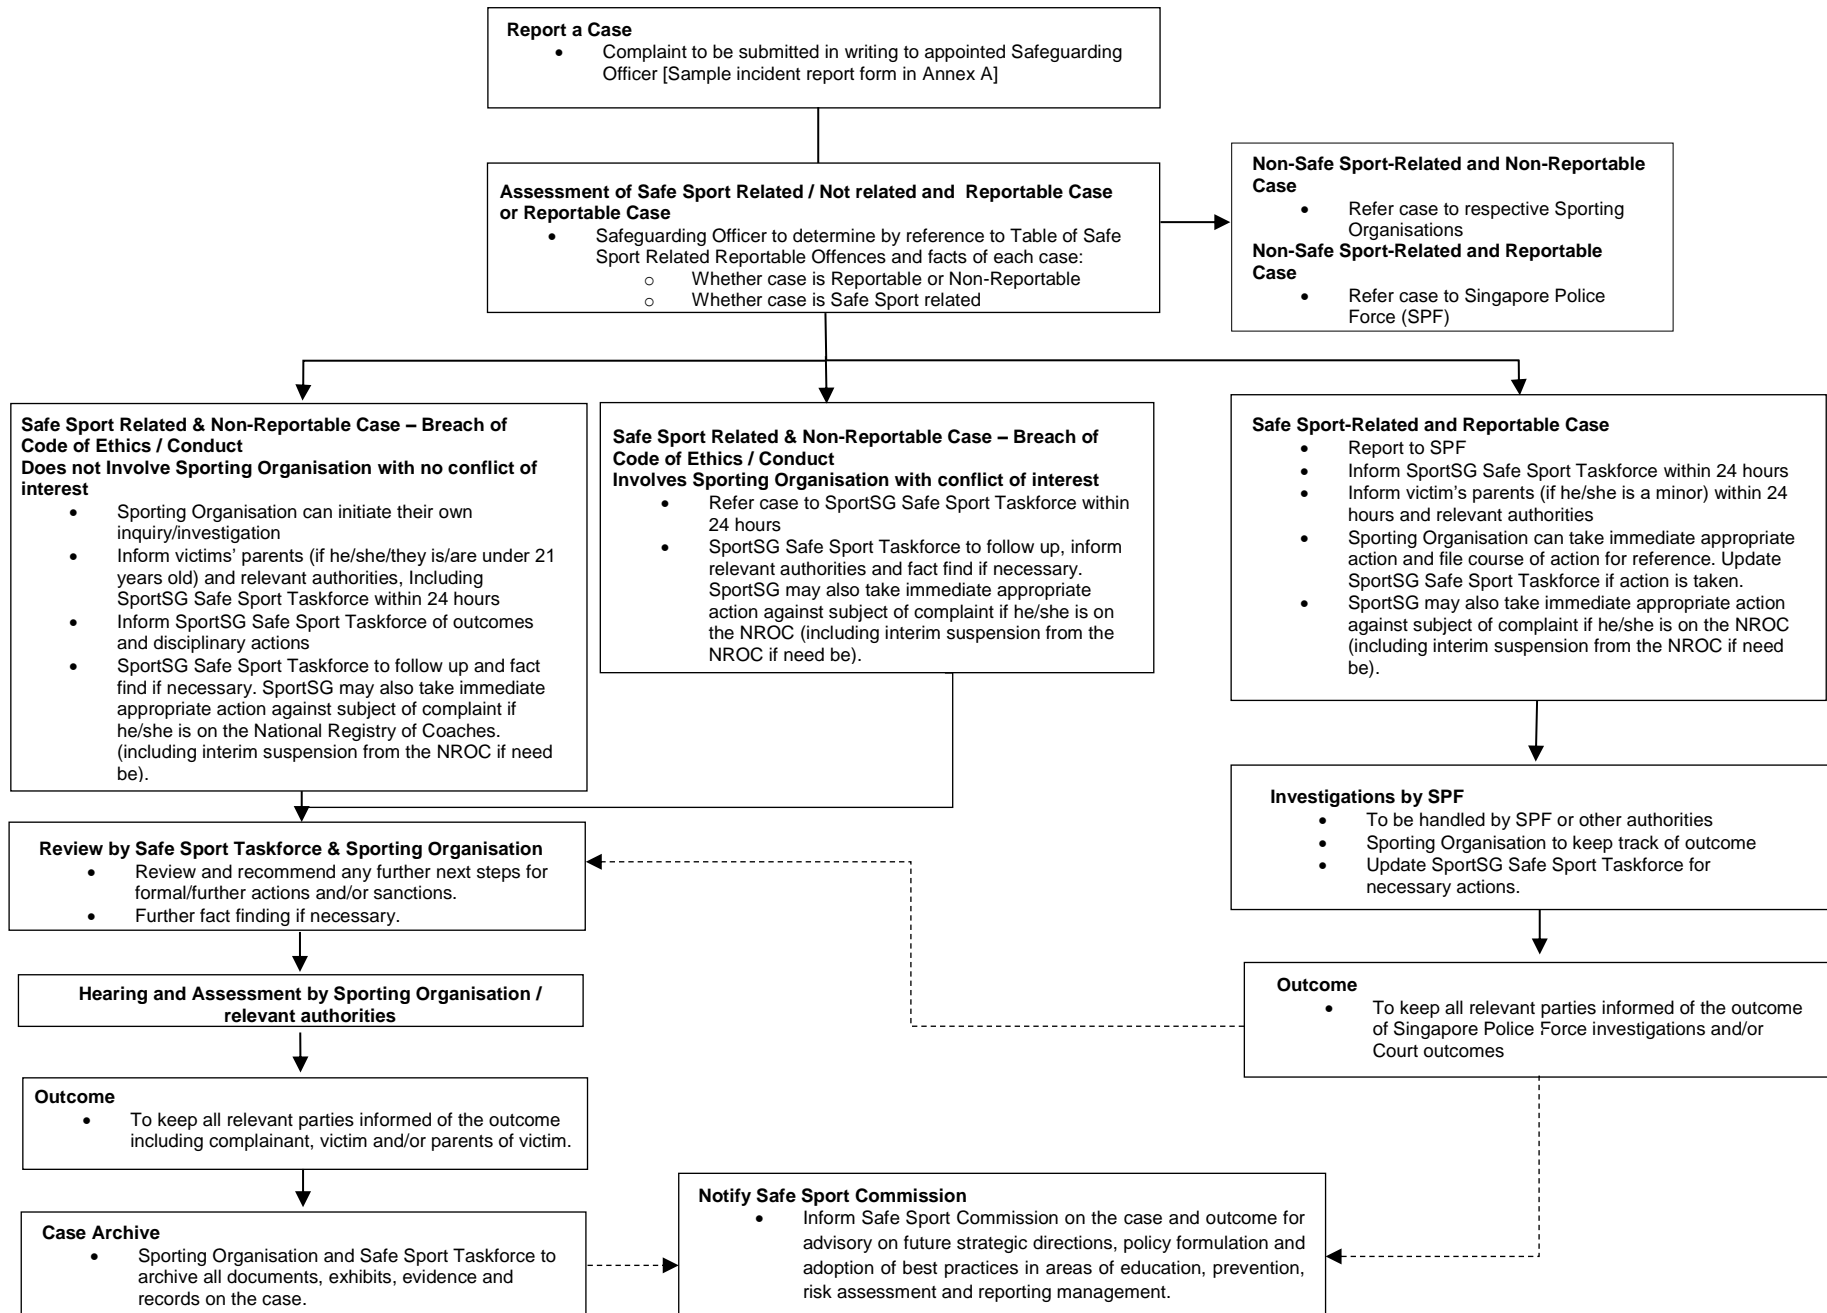 Report a Case
• Complaint to be submitted in writing to appointed Safeguarding
Officer [Sample incident report form in Annex A]
Assessment of Safe Sport Related / Not related and Reportable Case
or Reportable Case
• Safeguarding Officer to determine by reference to Table of Safe
Sport Related Reportable Offences and facts of each case:
o Whether case is Reportable or Non-Reportable
o Whether case is Safe Sport related
Non-Safe Sport-Related and Non-Reportable
Case
• Refer case to respective Sporting
Organisations
Non-Safe Sport-Related and Reportable
Case
• Refer case to Singapore Police
Force (SPF)
Safe Sport Related & Non-Reportable Case – Breach of
Code of Ethics / Conduct
Does not Involve Sporting Organisation with no conflict of
interest
• Sporting Organisation can initiate their own
inquiry/investigation
• Inform victims' parents (if he/she/they is/are under 21
years old) and relevant authorities, Including
SportSG Safe Sport Taskforce within 24 hours
• Inform SportSG Safe Sport Taskforce of outcomes
and disciplinary actions
• SportSG Safe Sport Taskforce to follow up and fact
find if necessary. SportSG may also take immediate
appropriate action against subject of complaint if
he/she is on the National Registry of Coaches.
(including interim suspension from the NROC if need
be).
Safe Sport Related & Non-Reportable Case – Breach of
Code of Ethics / Conduct
Involves Sporting Organisation with conflict of interest
• Refer case to SportSG Safe Sport Taskforce within
24 hours
• SportSG Safe Sport Taskforce to follow up, inform
relevant authorities and fact find if necessary.
SportSG may also take immediate appropriate
action against subject of complaint if he/she is on
the NROC (including interim suspension from the
NROC if need be).
Safe Sport-Related and Reportable Case
• Report to SPF
• Inform SportSG Safe Sport Taskforce within 24 hours
• Inform victim's parents (if he/she is a minor) within 24
hours and relevant authorities
• Sporting Organisation can take immediate appropriate
action and file course of action for reference. Update
SportSG Safe Sport Taskforce if action is taken.
• SportSG may also take immediate appropriate action
against subject of complaint if he/she is on the NROC
(including interim suspension from the NROC if need
be).
Review by Safe Sport Taskforce & Sporting Organisation
• Review and recommend any further next steps for
formal/further actions and/or sanctions.
• Further fact finding if necessary.
Investigations by SPF
• To be handled by SPF or other authorities
• Sporting Organisation to keep track of outcome
• Update SportSG Safe Sport Taskforce for
necessary actions.
Hearing and Assessment by Sporting Organisation /
relevant authorities
Outcome
• To keep all relevant parties informed of the outcome
of Singapore Police Force investigations and/or
Court outcomes
Outcome
• To keep all relevant parties informed of the outcome
including complainant, victim and/or parents of victim.
Case Archive
• Sporting Organisation and Safe Sport Taskforce to
archive all documents, exhibits, evidence and
records on the case.
Notify Safe Sport Commission
• Inform Safe Sport Commission on the case and outcome for
advisory on future strategic directions, policy formulation and
adoption of best practices in areas of education, prevention,
risk assessment and reporting management.